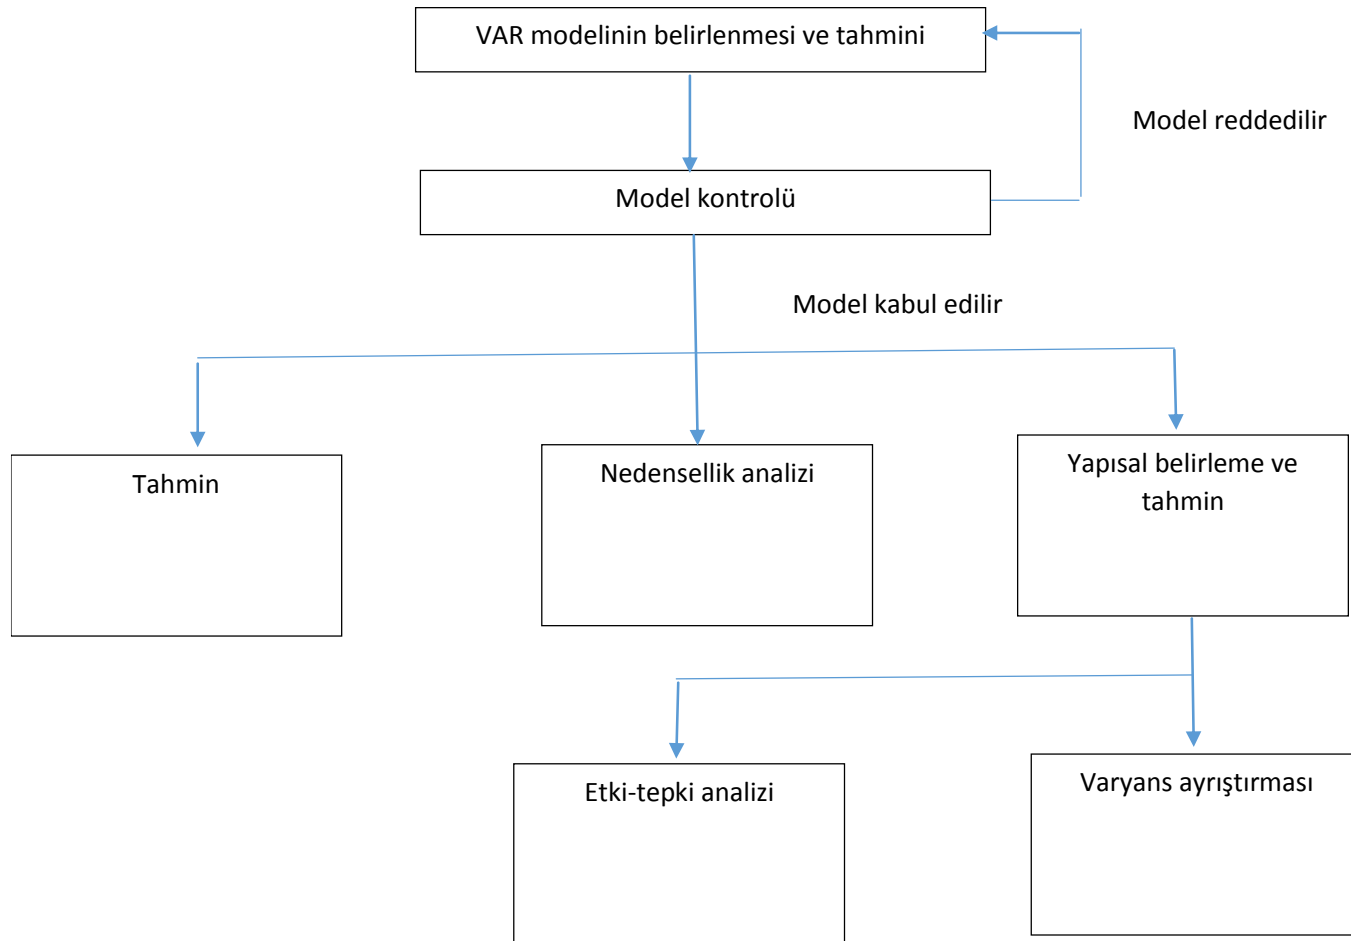 VAR modelinin belirlenmesi ve tahmini
Model reddedilir
Model kontrolü
Model kabul edilir
Tahmin
Nedensellik analizi
Yapısal belirleme ve
tahmin
Etki-tepki analizi
Varyans ayrıştırması